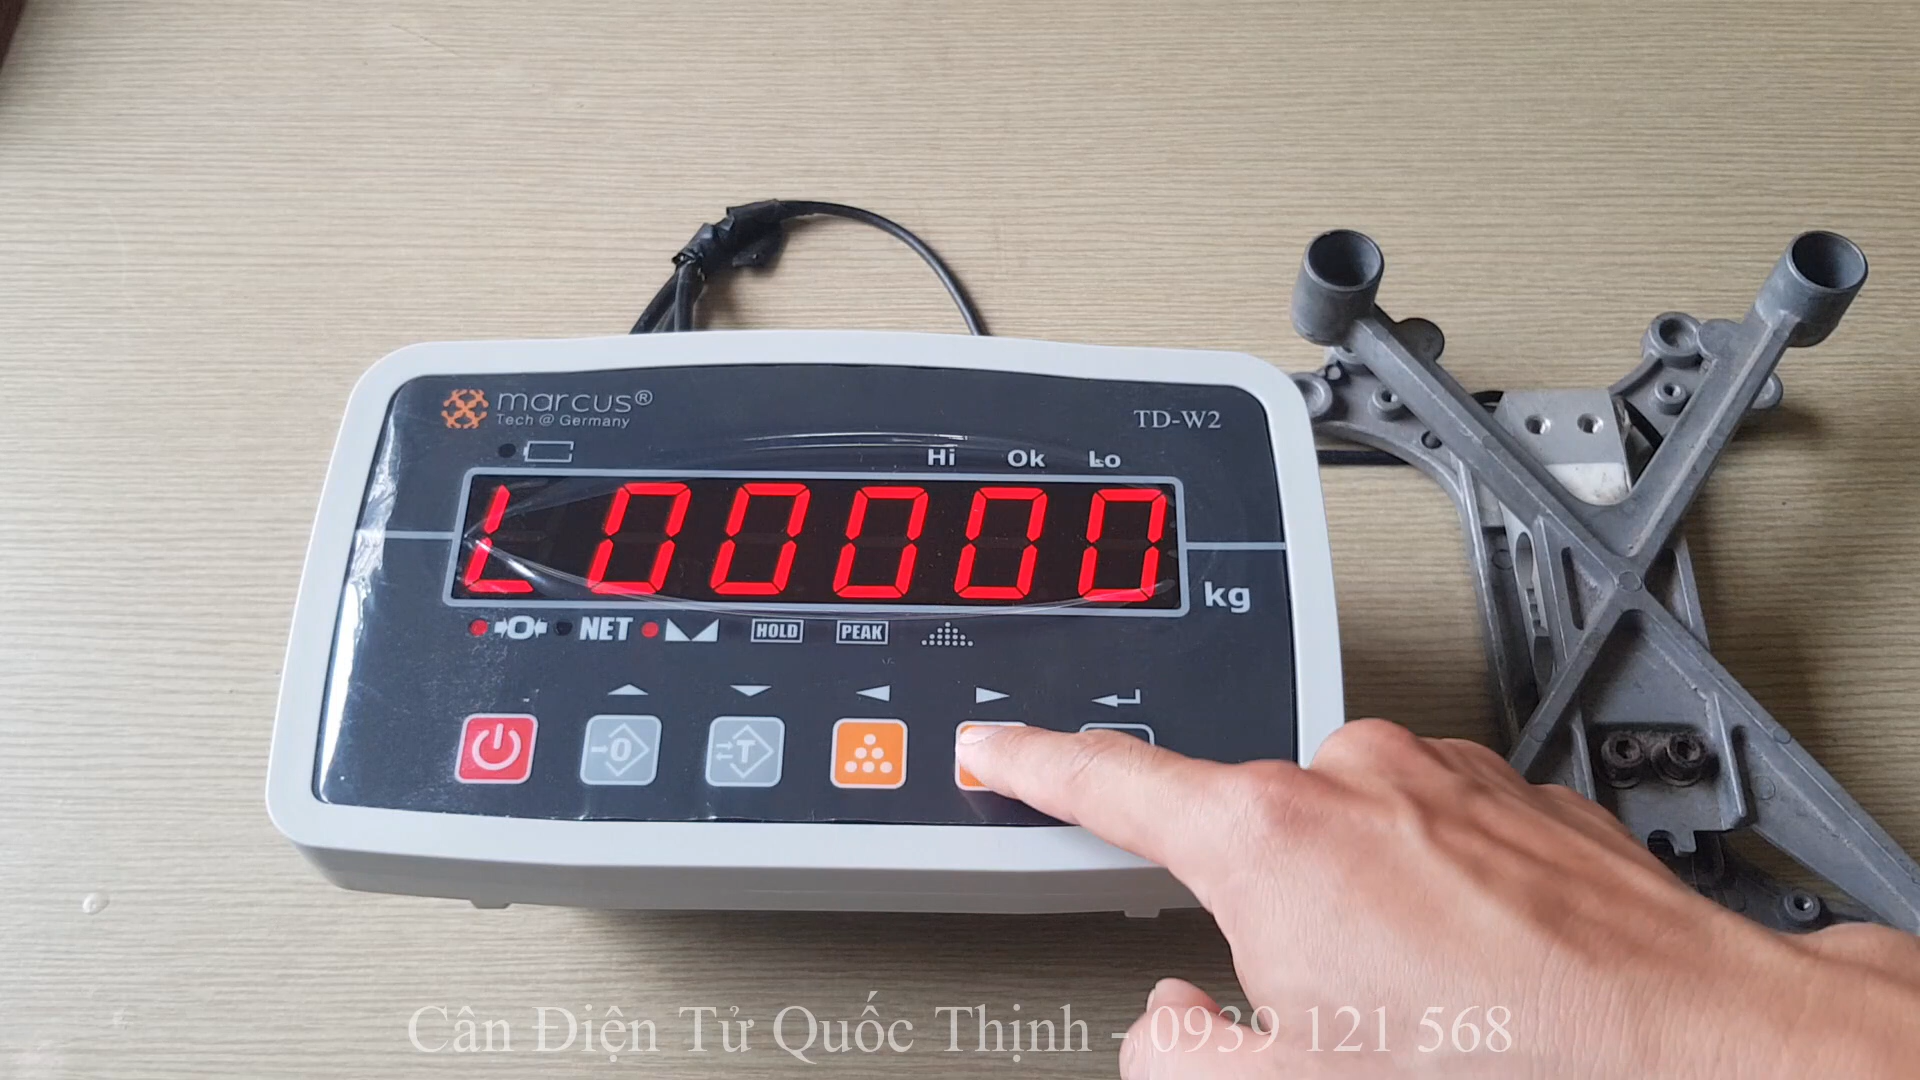 marcus®
Tech @ Germany
TD-W2
Hi Ok Lo
L00000
kg
NET HOLD PEAK
0 T
Cân Điện Tử Quốc Thịnh - 0939 121 568